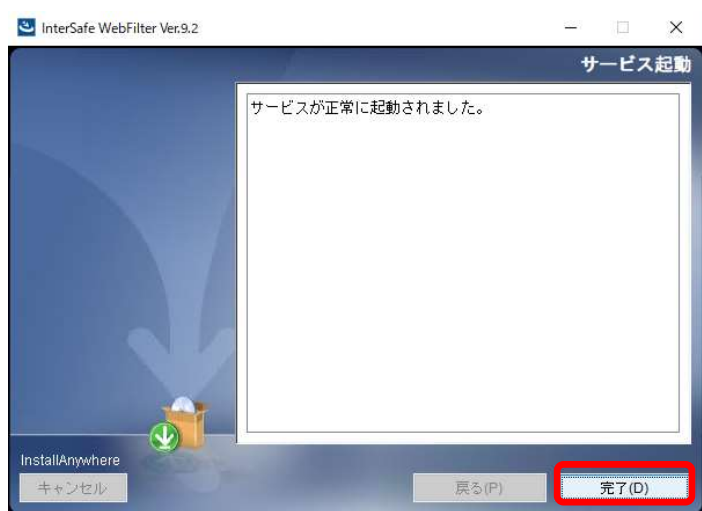 InterSafe WebFilter Ver.9.2
サービス起動
サービスが正常に起動されました。
InstallAnywhere
キャンセル
戻る(P)
完了(D)